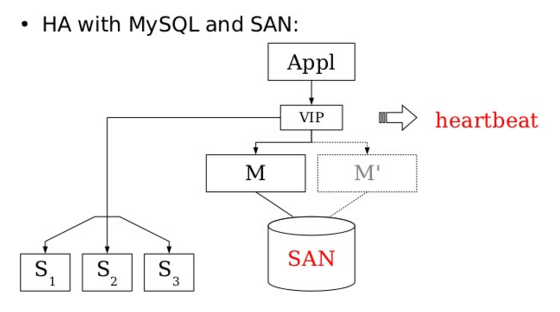 • HA with MySQL and SAN:
Appl
VIP
heartbeat
M M'
SAN
S1 S2 S3